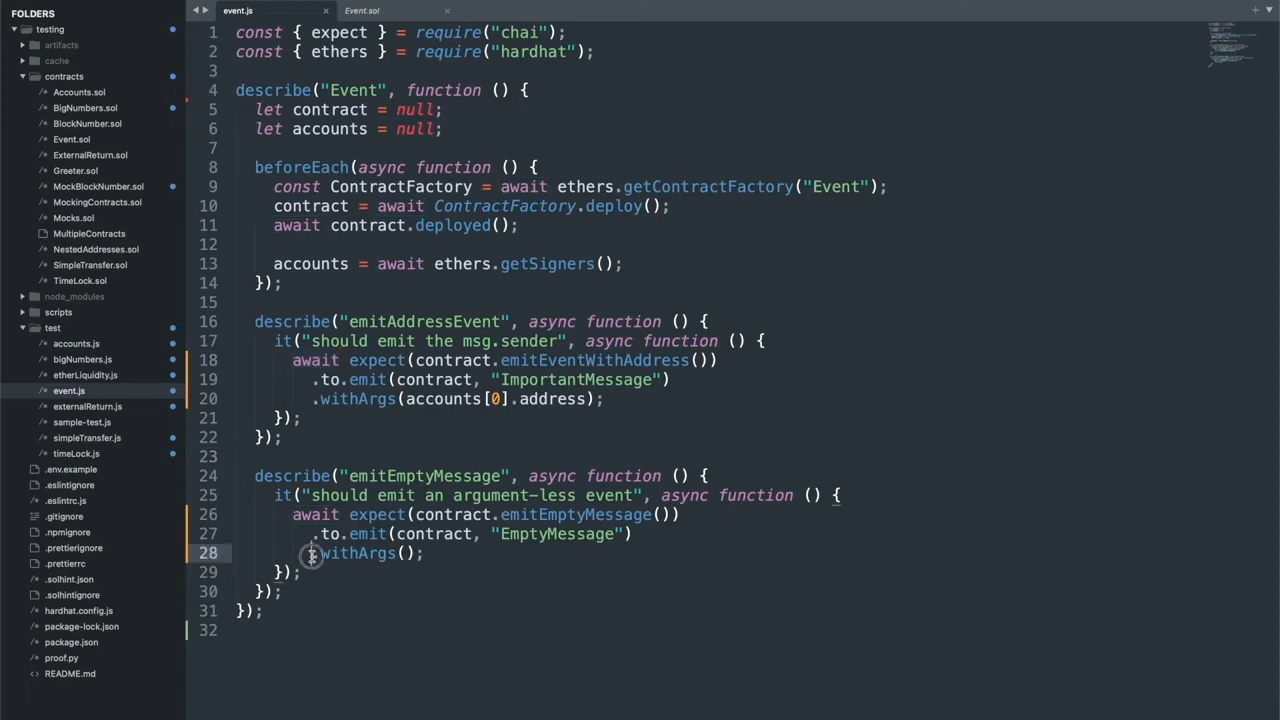 FOLDERS
testing
artifacts
cache
contracts
Accounts.sol
BigNumbers.sol
BlockNumber.sol
Event.sol
ExternalReturn.sol
Greeter.sol
MockBlockNumber.sol
MockingContracts.sol
Mocks.sol
MultipleContracts
NestedAddresses.sol
SimpleTransfer.sol
TimeLock.sol
node_modules
scripts
test
accounts.js
bigNumbers.js
etherLiquidity.js
event.js
externalReturn.js
sample-test.js
simpleTransfer.js
timeLock.js
.env.example
.eslintignore
.eslintrc.js
.gitignore
.npmignore
.prettierignore
.prettierrc
.solhint.json
.solhintignore
hardhat.config.js
package-lock.json
package.json
proof.py
README.md
event.js × Event.sol ×
1 const { expect } = require("chai");
2 const { ethers } = require("hardhat");
3
4 describe("Event", function () {
5 let contract = null;
6 let accounts = null;
7
8 beforeEach(async function () {
9 const ContractFactory = await ethers.getContractFactory("Event");
10 contract = await ContractFactory.deploy();
11 await contract.deployed();
12
13 accounts = await ethers.getSigners();
14 });
15
16 describe("emitAddressEvent", async function () {
17 it("should emit the msg.sender", async function () {
18 await expect(contract.emitEventWithAddress())
19 .to.emit(contract, "ImportantMessage")
20 .withArgs(accounts[0].address);
21 });
22 });
23
24 describe("emitEmptyMessage", async function () {
25 it("should emit an argument-less event", async function () {
26 await expect(contract.emitEmptyMessage())
27 .to.emit(contract, "EmptyMessage")
28 .withArgs();
29 });
30 });
31 });
32